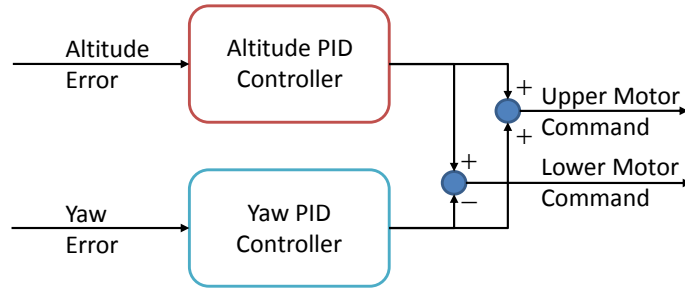 Altitude
Error
Altitude PID
Controller
+
+
Upper Motor
Command
+
+
Lower Motor
Command
−
Yaw
Error
Yaw PID
Controller